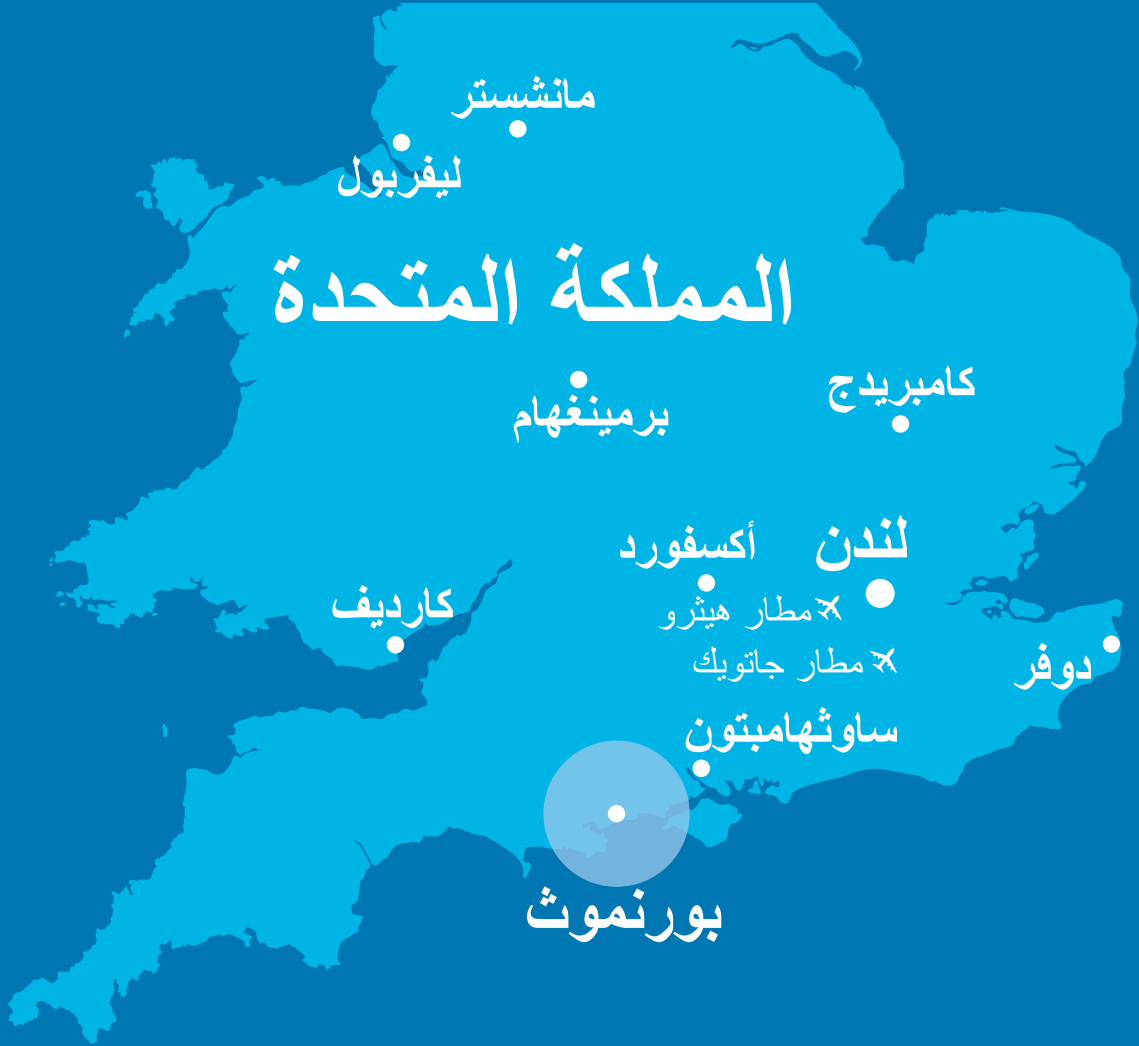 مانشستر
ليفربول
المملكة المتحدة
كامبريدج
برمينغهام
لندن
أكسفورد
كارديف
مطار هيثرو
مطار جاتويك
دوفر
ساوثهامبتون
بورنموث